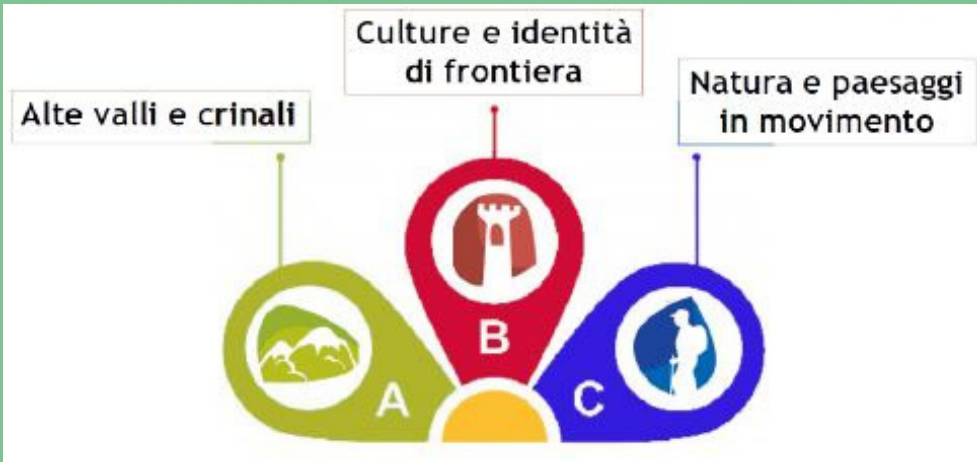 Culture e identità
di frontiera
Alte valli e crinali
Natura e paesaggi
in movimento
A
B
C